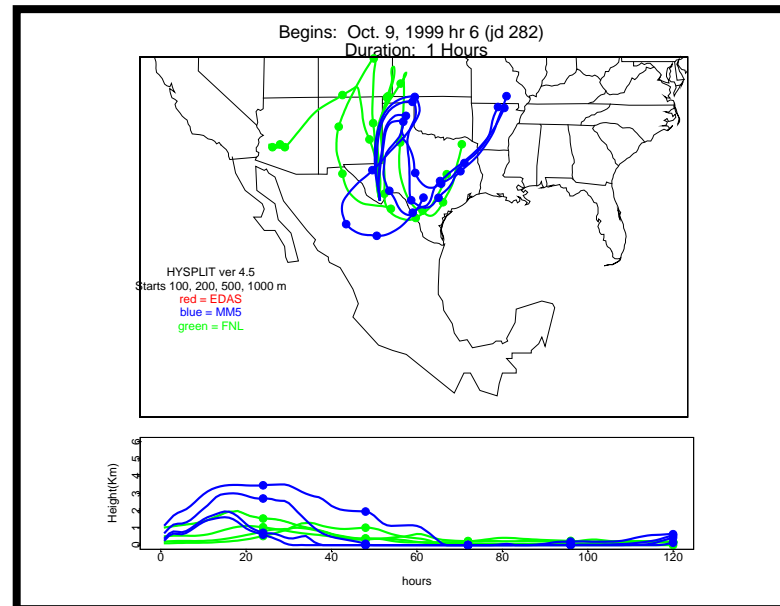 Begins:  Oct. 9, 1999 hr 6 (jd 282)
Duration:  1 Hours
HYSPLIT ver 4.5
Starts 100, 200, 500, 1000 m
red = EDAS
blue = MM5
green = FNL
Height(Km)
0 1 2 3 4 5 6
0 20 40 60 80 100 120
hours